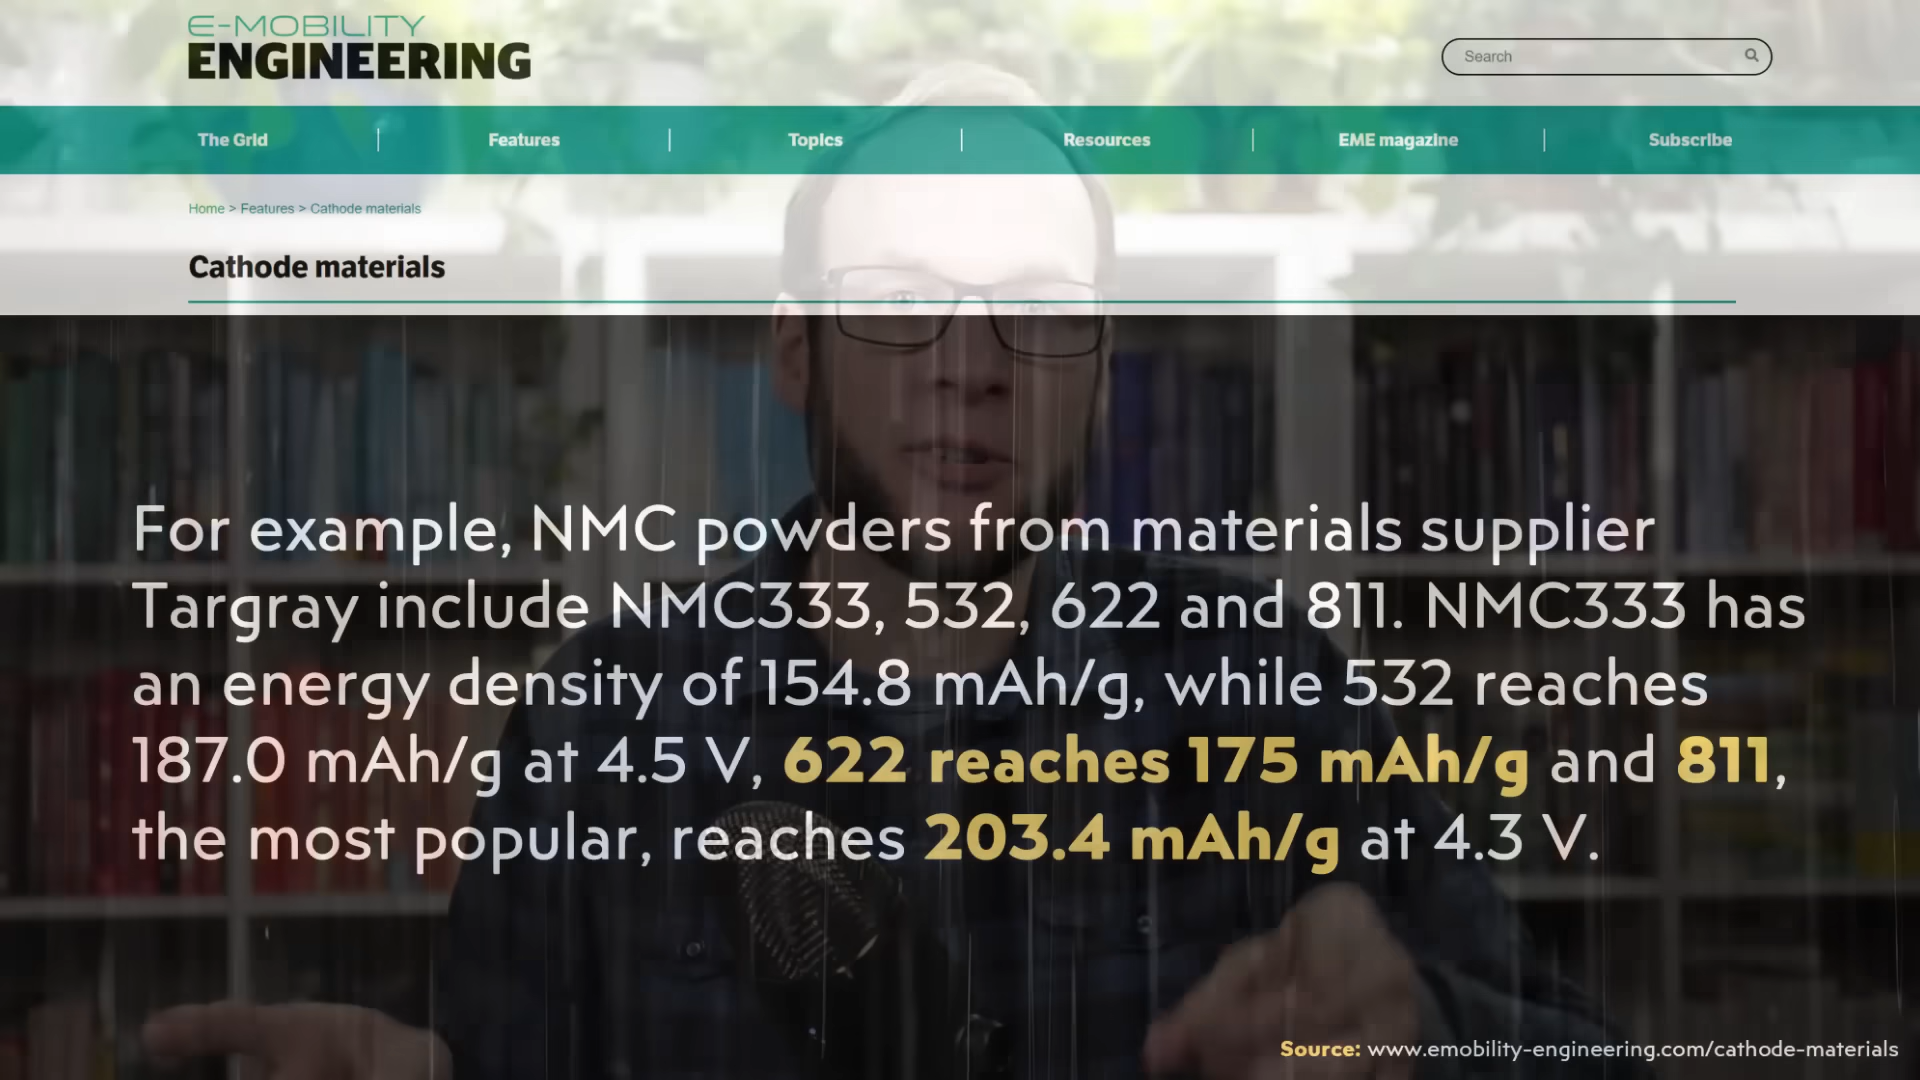 E-MOBILITY
ENGINEERING
Search
The Grid
Features
Topics
Resources
EME magazine
Subscribe
Home > Features > Cathode materials
Cathode materials
For example, NMC powders from materials supplier
Targray include NMC333, 532, 622 and 811. NMC333 has
an energy density of 154.8 mAh/g, while 532 reaches
187.0 mAh/g at 4.5 V, 622 reaches 175 mAh/g and 811,
the most popular, reaches 203.4 mAh/g at 4.3 V.
Source: www.emobility-engineering.com/cathode-materials